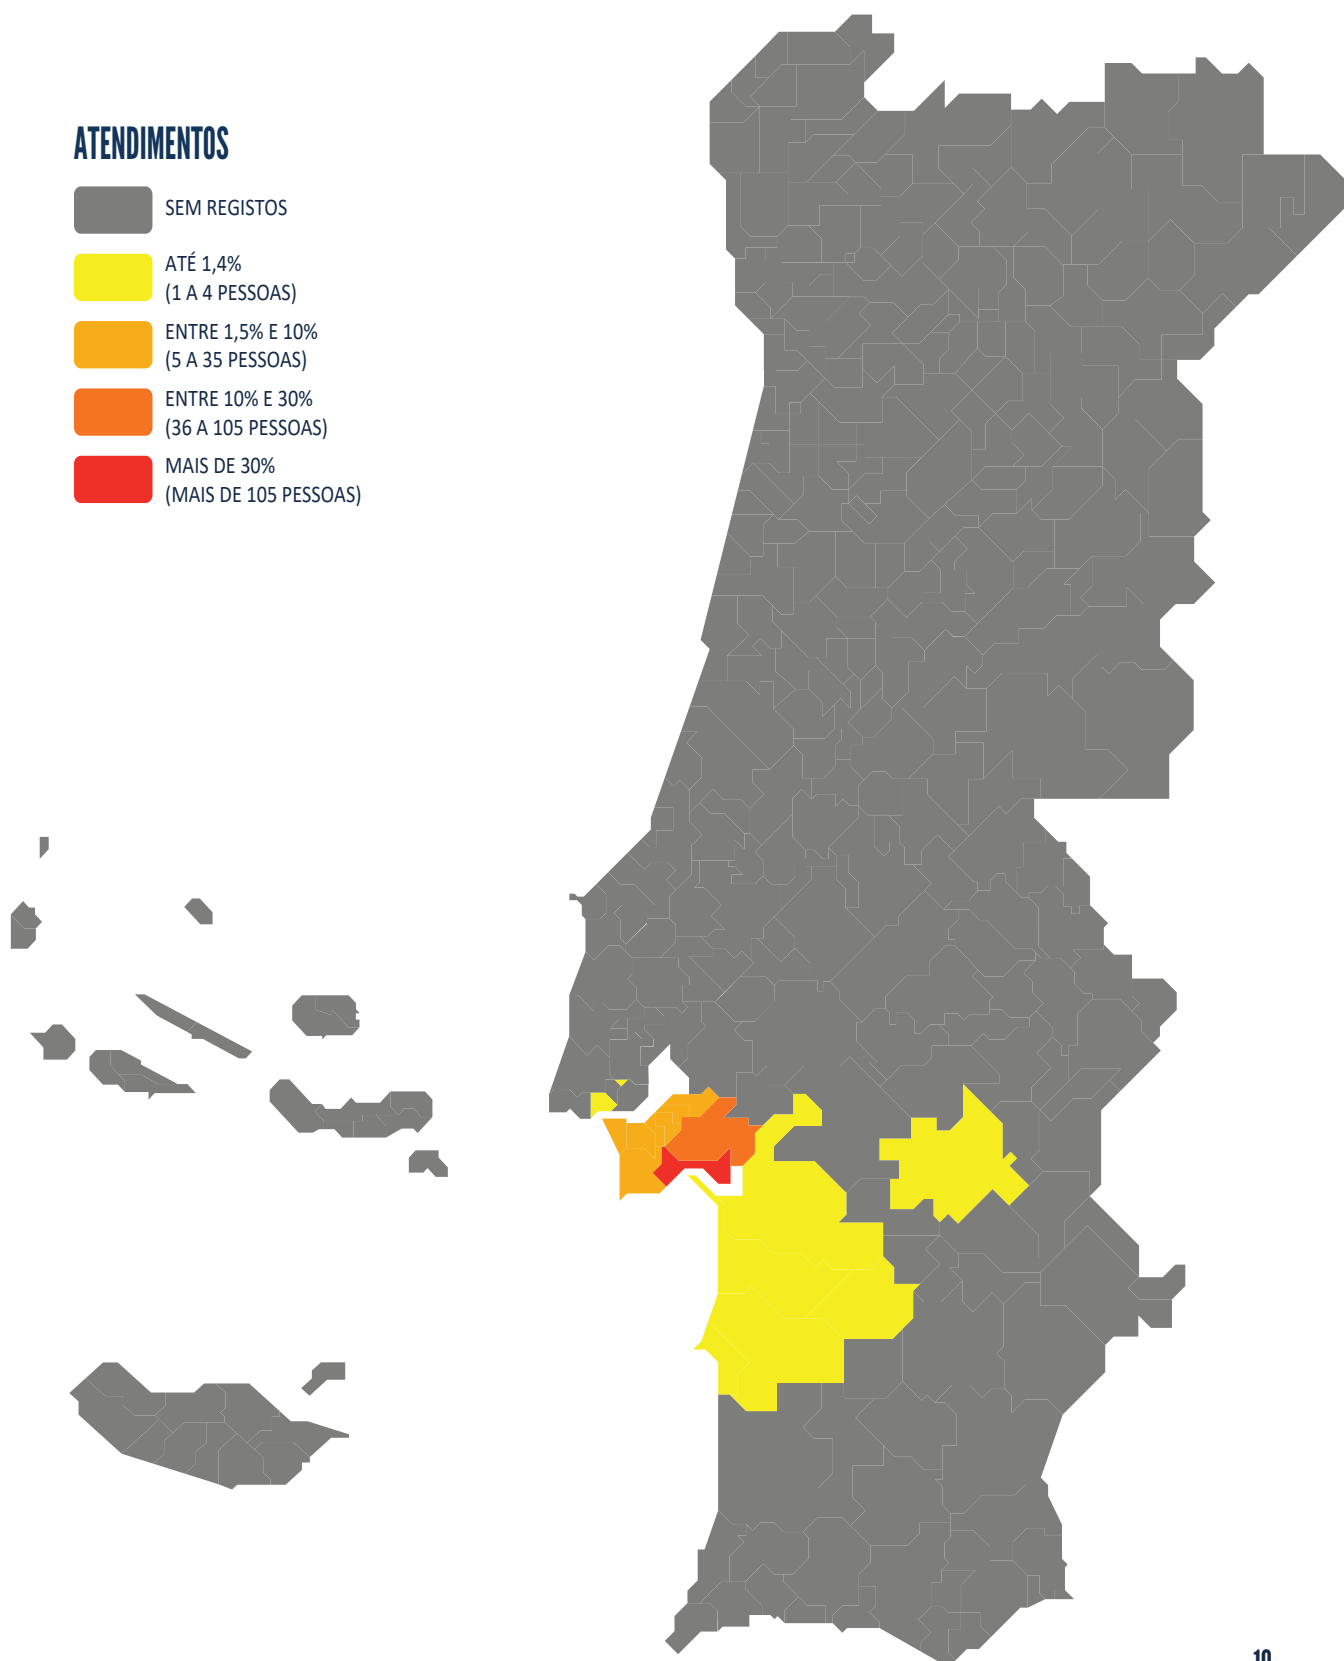 ATENDIMENTOS
SEM REGISTOS
ATÉ 1,4%
(1 A 4 PESSOAS)
ENTRE 1,5% E 10%
(5 A 35 PESSOAS)
ENTRE 10% E 30%
(36 A 105 PESSOAS)
MAIS DE 30%
(MAIS DE 105 PESSOAS)
10